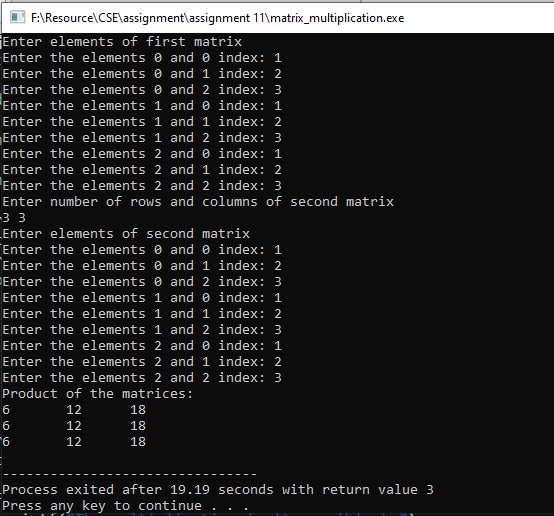 F:\Resource\CSE\assignment\assignment 11\matrix_multiplication.exe
Enter elements of first matrix
Enter the elements 0 and 0 index: 1
Enter the elements 0 and 1 index: 2
Enter the elements 0 and 2 index: 3
Enter the elements 1 and 0 index: 1
Enter the elements 1 and 1 index: 2
Enter the elements 1 and 2 index: 3
Enter the elements 2 and 0 index: 1
Enter the elements 2 and 1 index: 2
Enter the elements 2 and 2 index: 3
Enter number of rows and columns of second matrix
3 3
Enter elements of second matrix
Enter the elements 0 and 0 index: 1
Enter the elements 0 and 1 index: 2
Enter the elements 0 and 2 index: 3
Enter the elements 1 and 0 index: 1
Enter the elements 1 and 1 index: 2
Enter the elements 1 and 2 index: 3
Enter the elements 2 and 0 index: 1
Enter the elements 2 and 1 index: 2
Enter the elements 2 and 2 index: 3
Product of the matrices:
6 12 18
6 12 18
6 12 18
--------------------------------
Process exited after 19.19 seconds with return value 3
Press any key to continue . . .